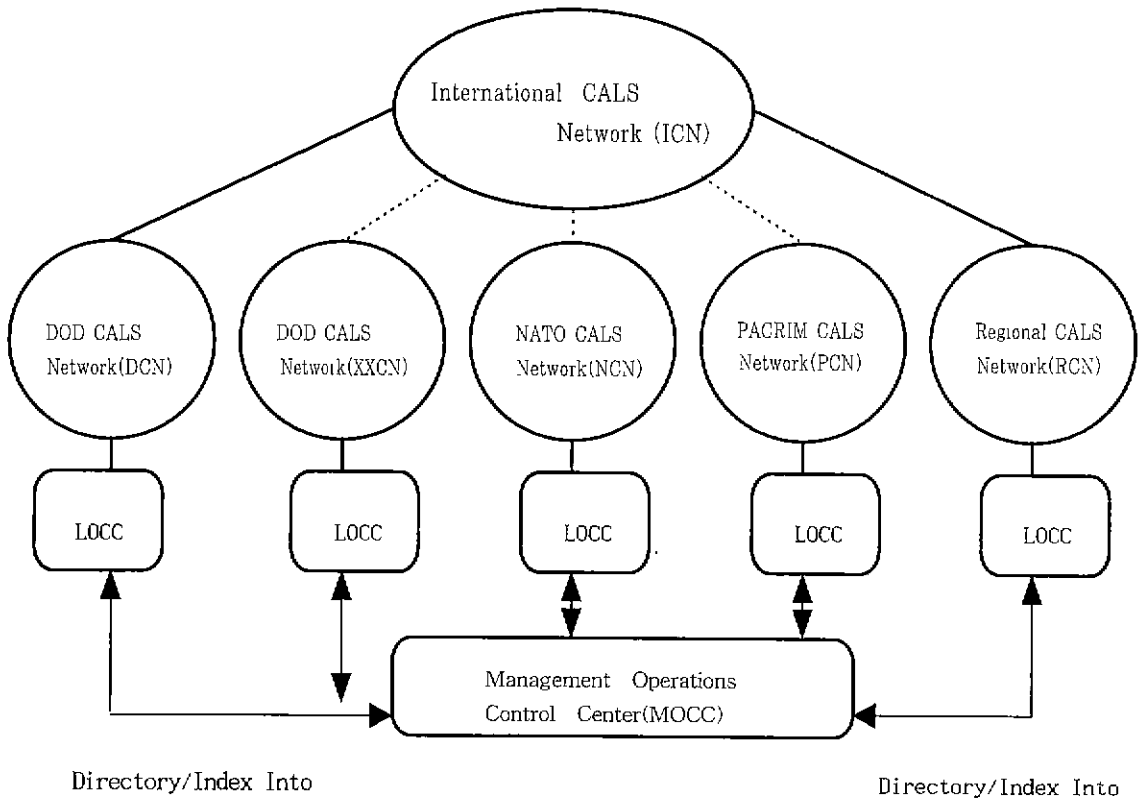 International CALS
Network (ICN)
DOD CALS
Network(DCN)
DOD CALS
Network(XXCN)
NATO CALS
Network(NCN)
PACRIM CALS
Network(PCN)
Regional CALS
Network(RCN)
LOCC
LOCC
LOCC
LOCC
LOCC
Management Operations
Control Center(MOCC)
Directory/Index Into
Directory/Index Into